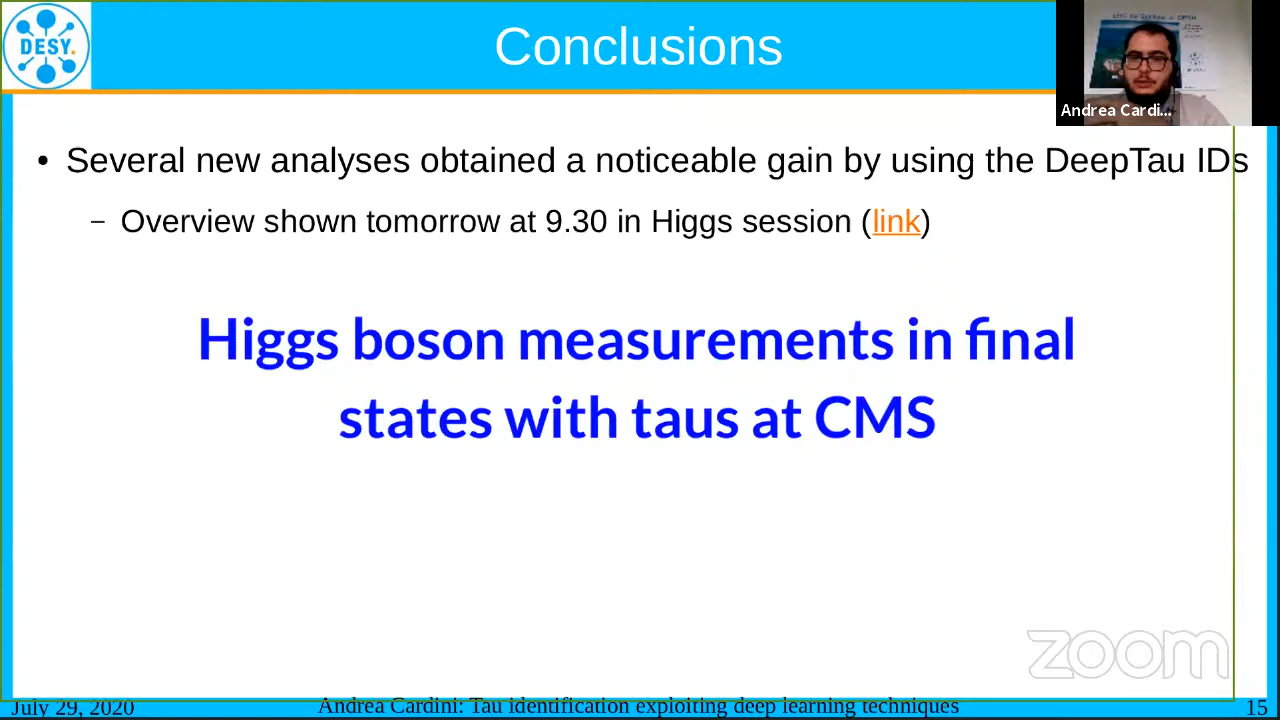 DESY.
Conclusions
Andrea Cardi...
• Several new analyses obtained a noticeable gain by using the DeepTau IDs
– Overview shown tomorrow at 9.30 in Higgs session (link)
Higgs boson measurements in final
states with taus at CMS
zoom
July 29, 2020
Andrea Cardini: Tau identification exploiting deep learning techniques
15